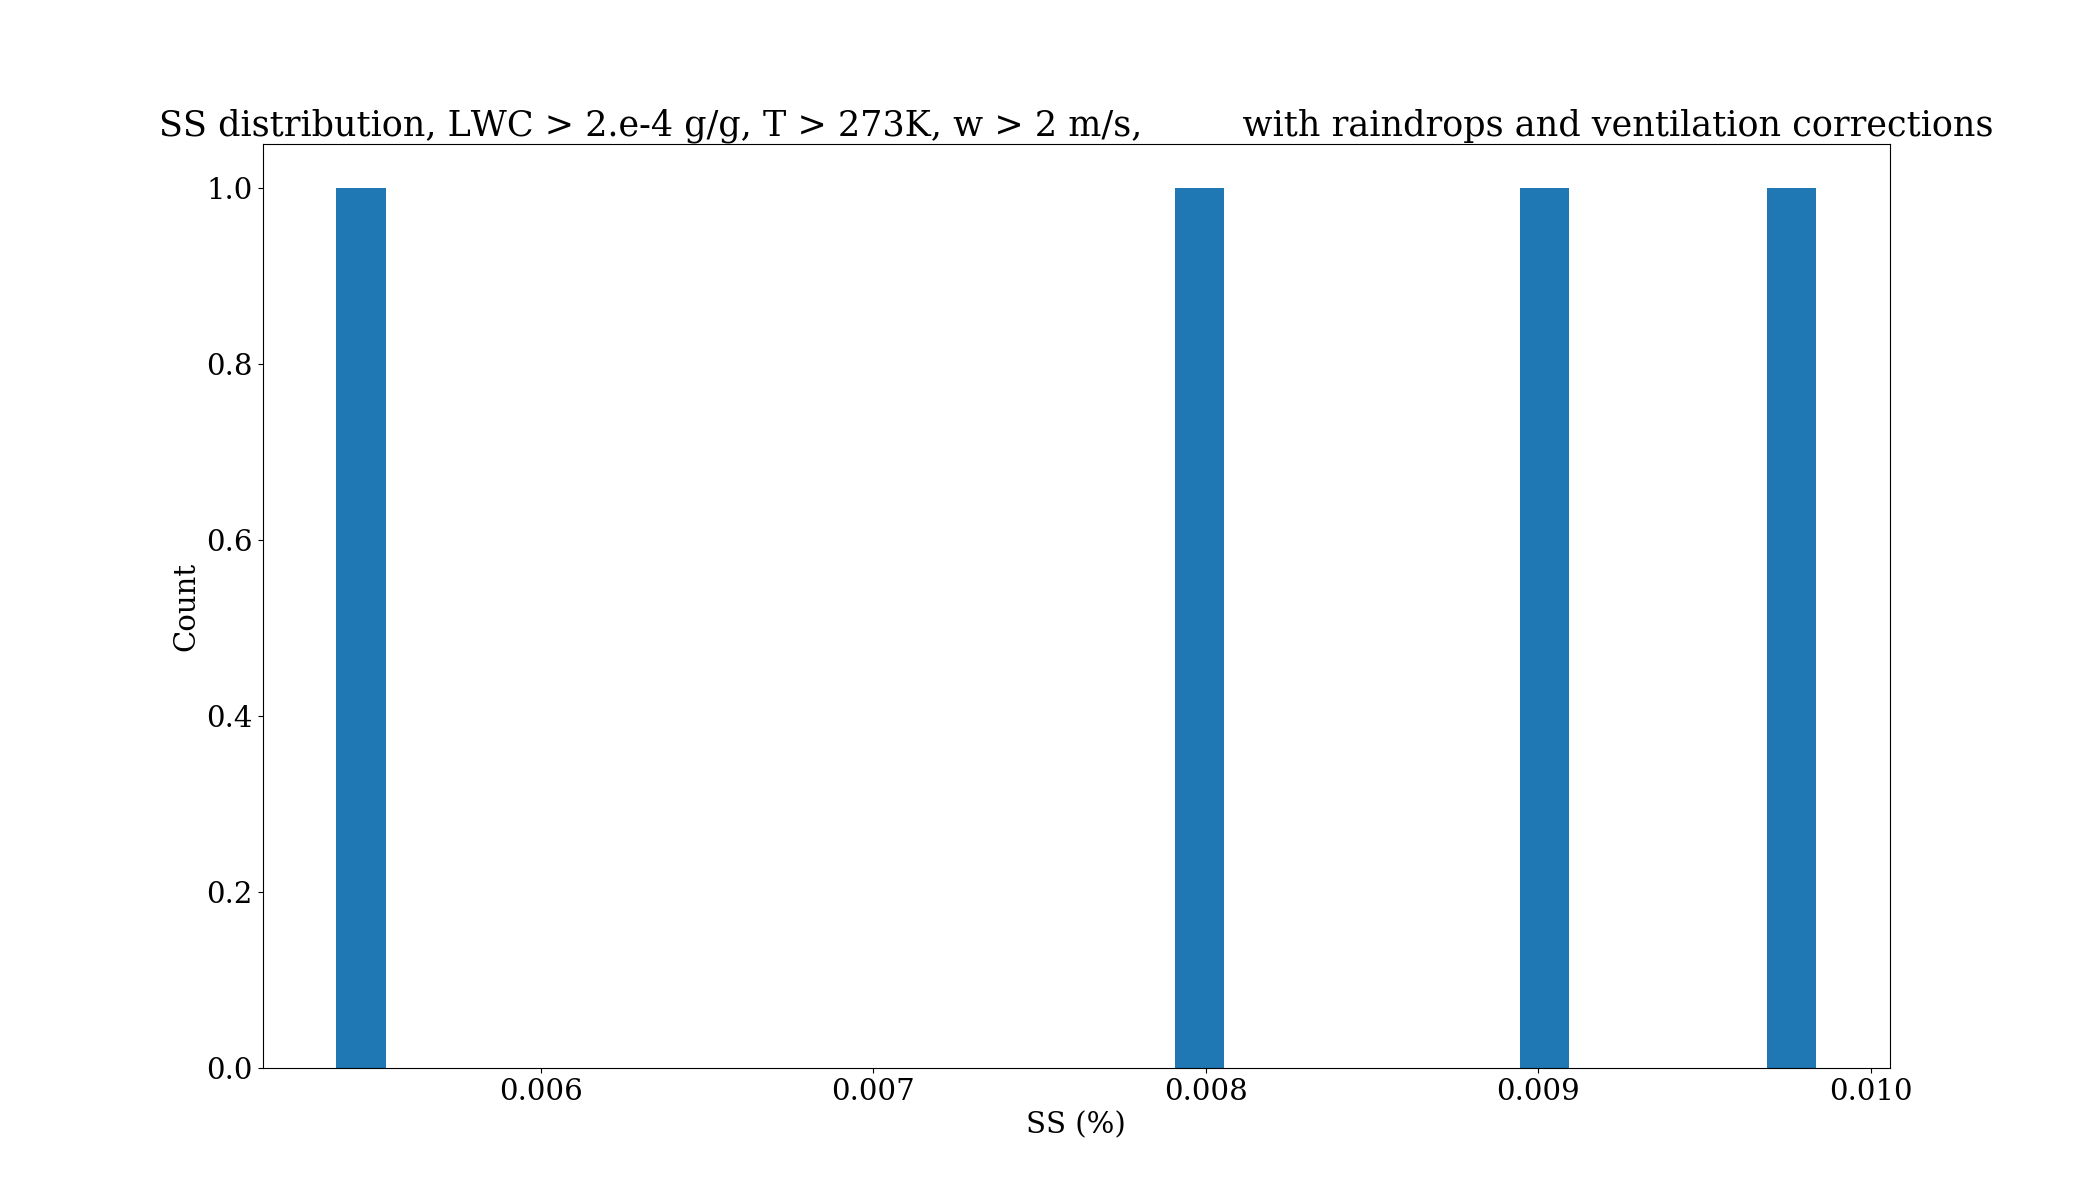 SS distribution, LWC > 2.e-4 g/g, T > 273K, w > 2 m/s,         with raindrops and ventilation corrections
1.0
0.8
0.6
0.4
0.2
0.0
Count
0.006 0.007 0.008 0.009 0.010
SS (%)